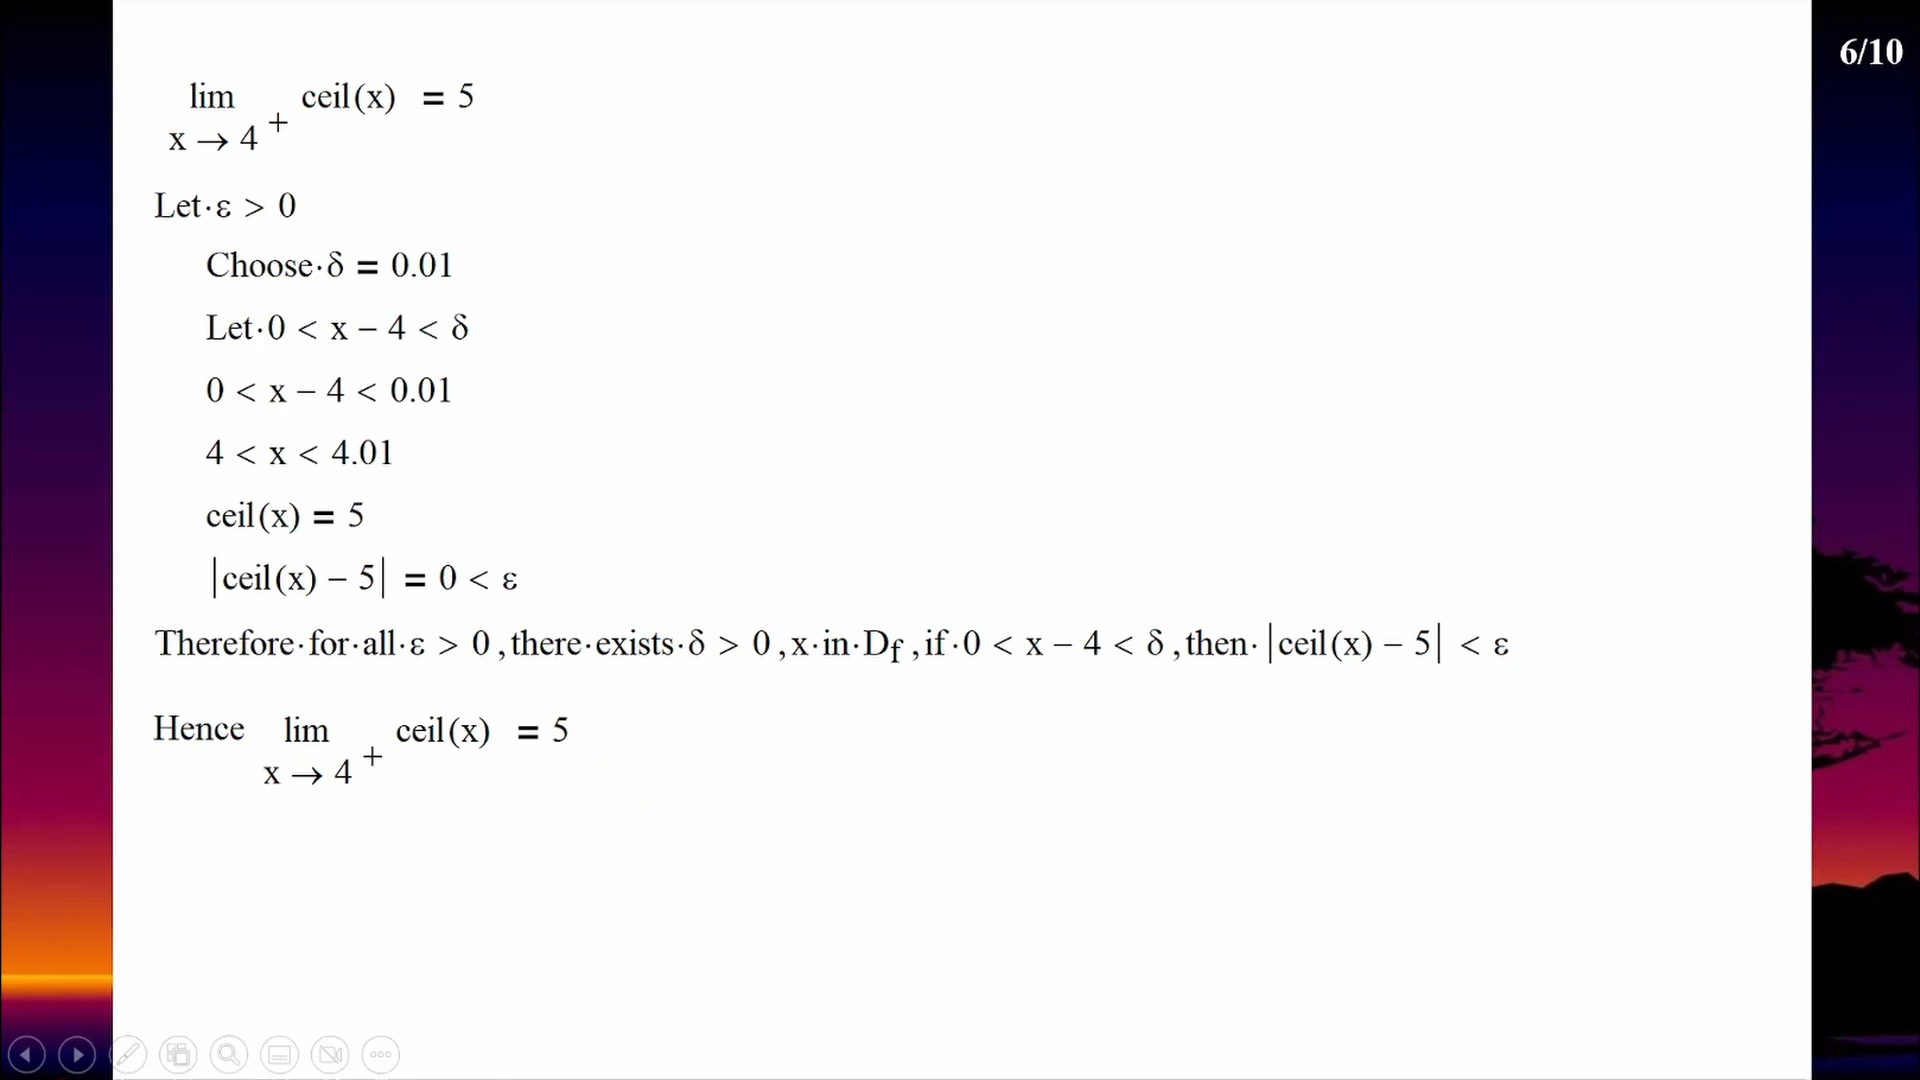 6/10
lim ceil(x) = 5
x → 4 +
Let·ε > 0
Choose·δ = 0.01
Let·0 < x − 4 < δ
0 < x − 4 < 0.01
4 < x < 4.01
ceil(x) = 5
|ceil(x) − 5| = 0 < ε
Therefore·for·all·ε > 0 ,there·exists·δ > 0 ,x·in·D_f ,if·0 < x − 4 < δ ,then·|ceil(x) − 5| < ε
Hence lim ceil(x) = 5
x → 4 +